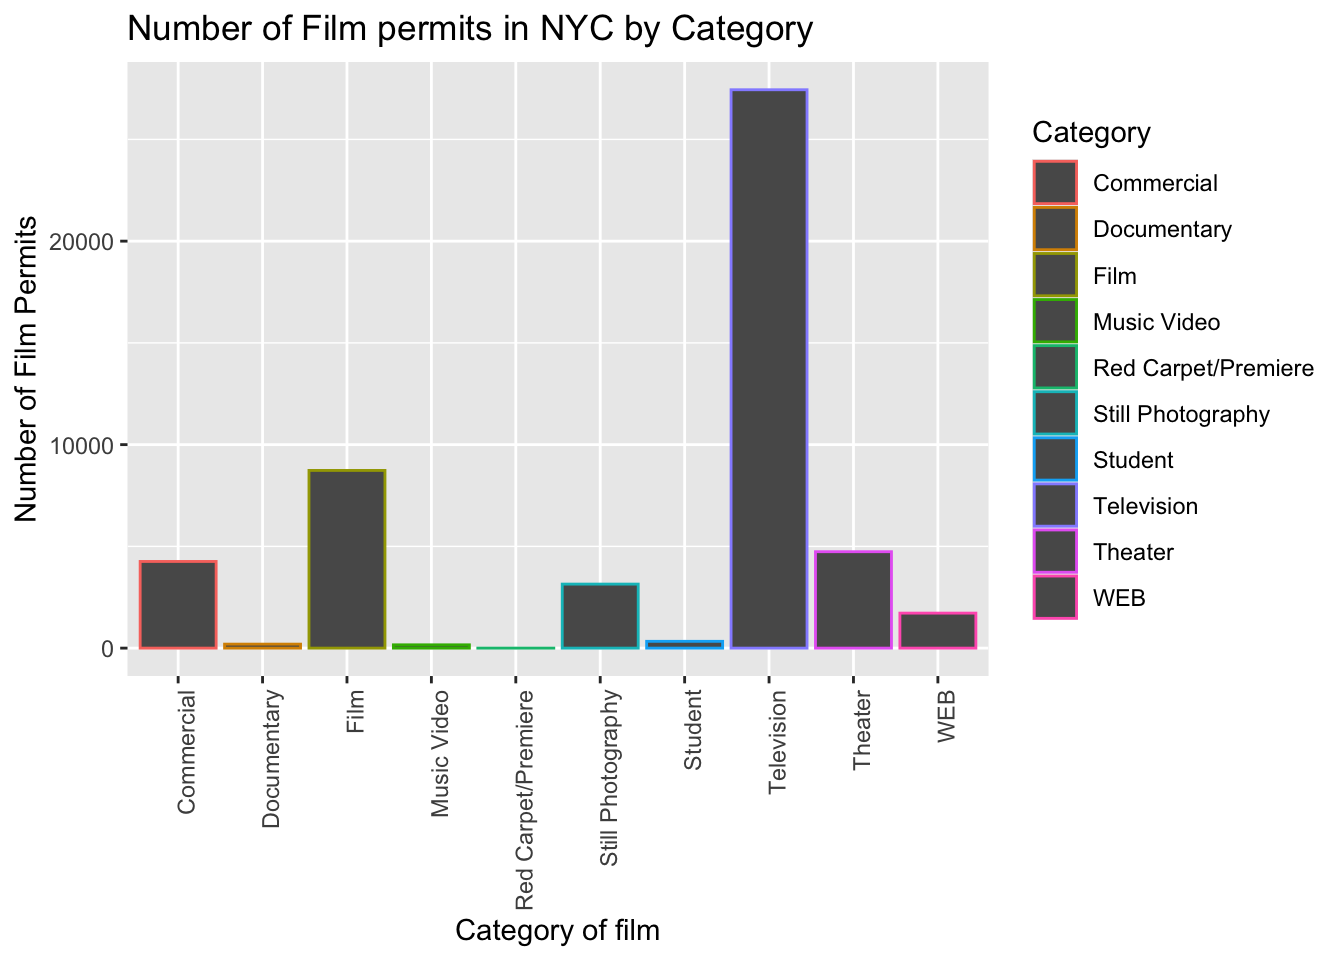 Number of Film permits in NYC by Category
Number of Film Permits
20000
10000
0
Commercial
Documentary
Film
Music Video
Red Carpet/Premiere
Still Photography
Student
Television
Theater
WEB
Category of film
Category
Commercial
Documentary
Film
Music Video
Red Carpet/Premiere
Still Photography
Student
Television
Theater
WEB